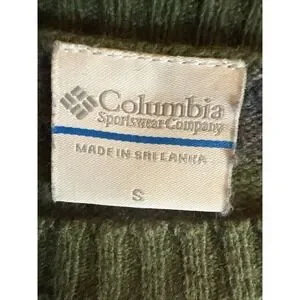 Columbia
Sportswear Company
MADE IN SRI LANKA
S